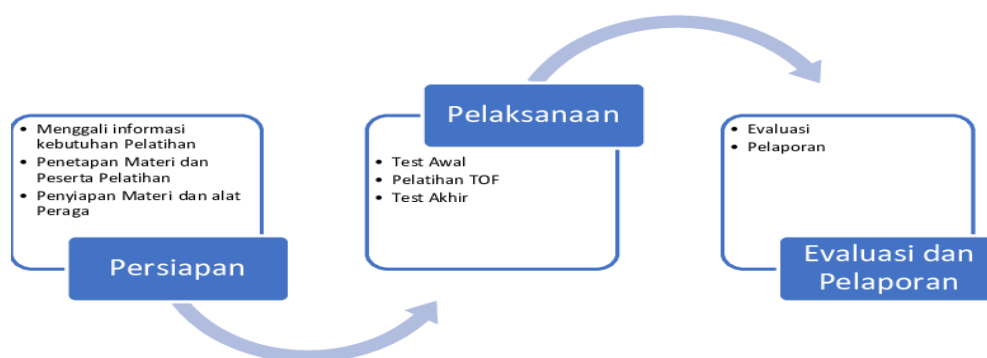 • Menggali informasi
kebutuhan Pelatihan
• Penetapan Materi dan
Peserta Pelatihan
• Penyiapan Materi dan alat
Peraga
Persiapan
Pelaksanaan
• Test Awal
• Pelatihan TOF
• Test Akhir
• Evaluasi
• Pelaporan
Evaluasi dan
Pelaporan